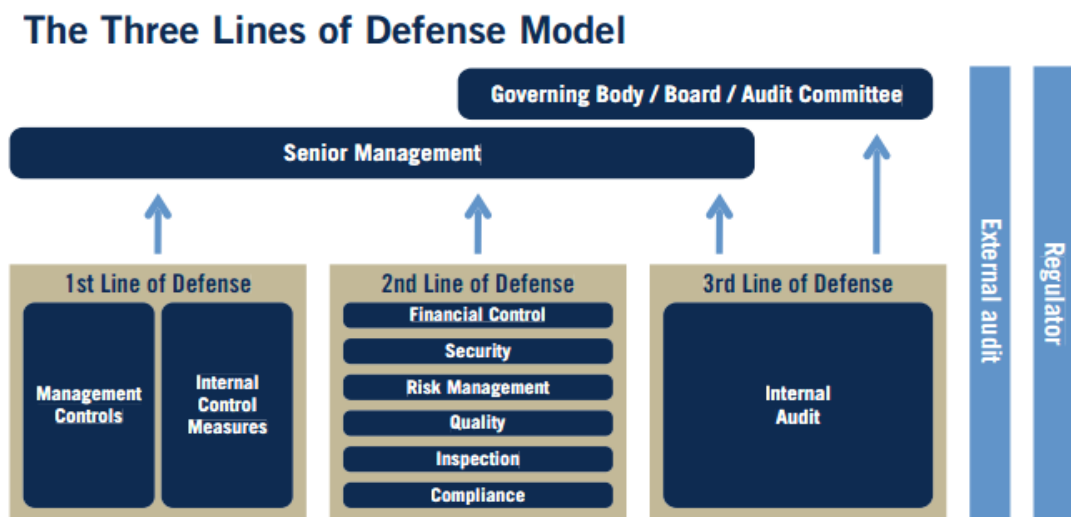 The Three Lines of Defense Model
Governing Body / Board / Audit Committee
Senior Management
1st Line of Defense
Management
Controls
Internal
Control
Measures
2nd Line of Defense
Financial Control
Security
Risk Management
Quality
Inspection
Compliance
3rd Line of Defense
Internal
Audit
External audit
Regulator